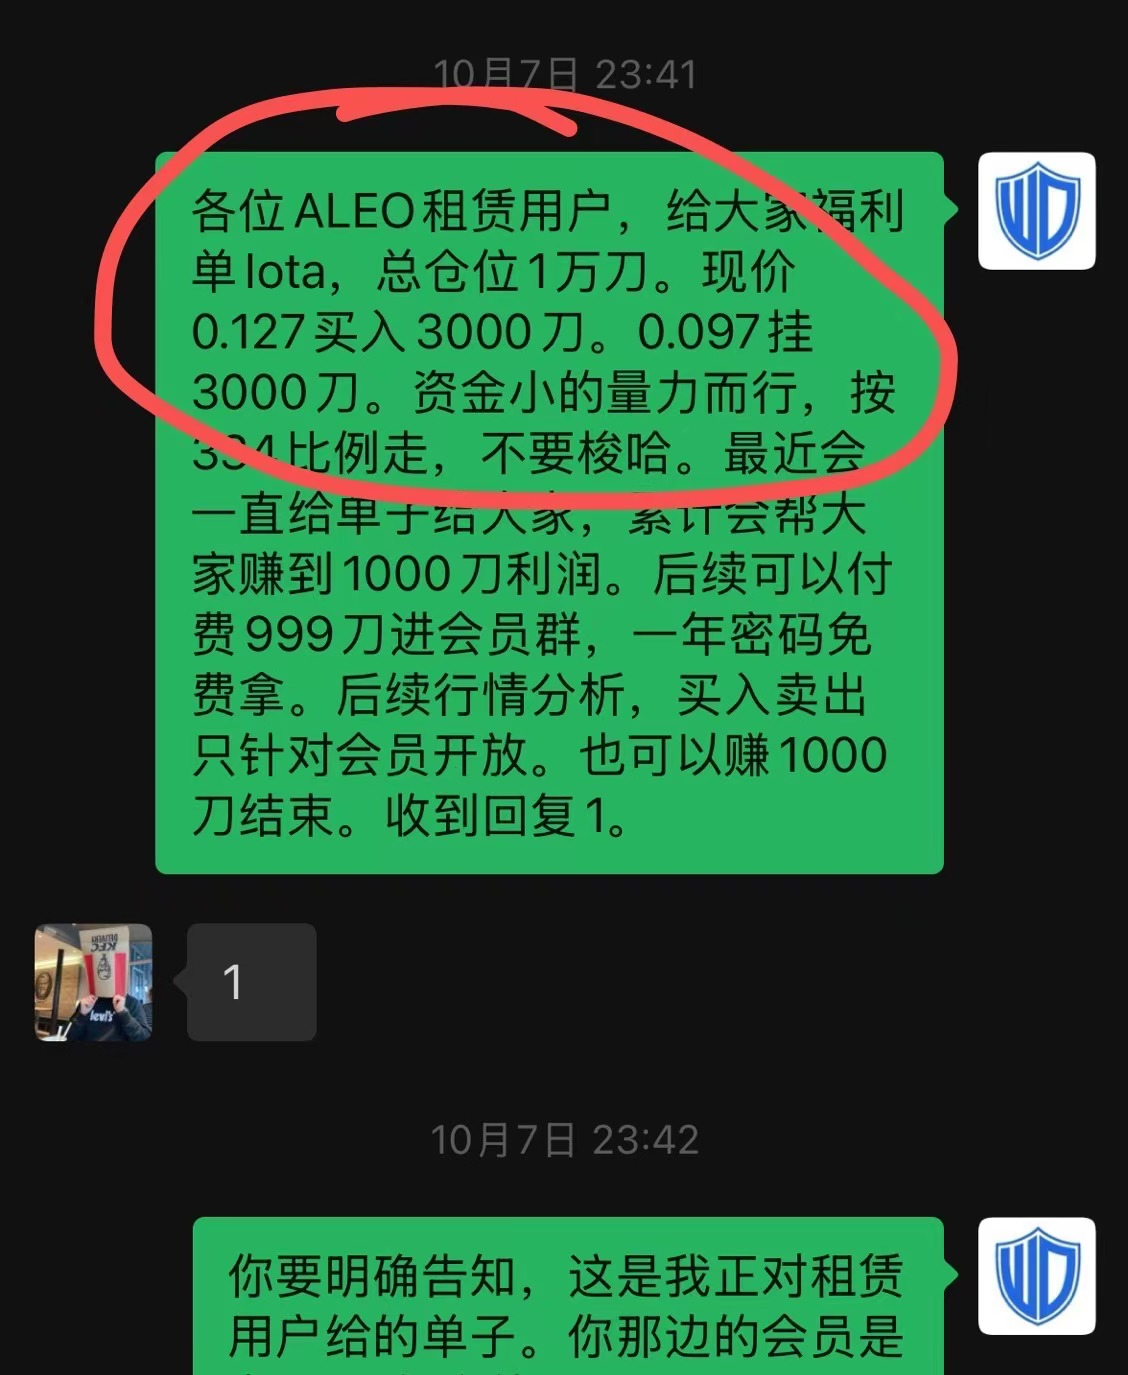 10月7日 23:41
各位ALEO租赁用户，给大家福利
单Iota，总仓位1万刀。现价
0.127买入3000刀。0.097挂
3000刀。资金小的量力而行，按
334比例走，不要梭哈。最近会
一直给单子给大家，累计会帮大
家赚到1000刀利润。后续可以付
费999刀进会员群，一年密码免
费拿。后续行情分析，买入卖出
只针对会员开放。也可以赚1000
刀结束。收到回复1。
KFC
levi's
1
10月7日 23:42
你要明确告知，这是我正对租赁
用户给的单子。你那边的会员是